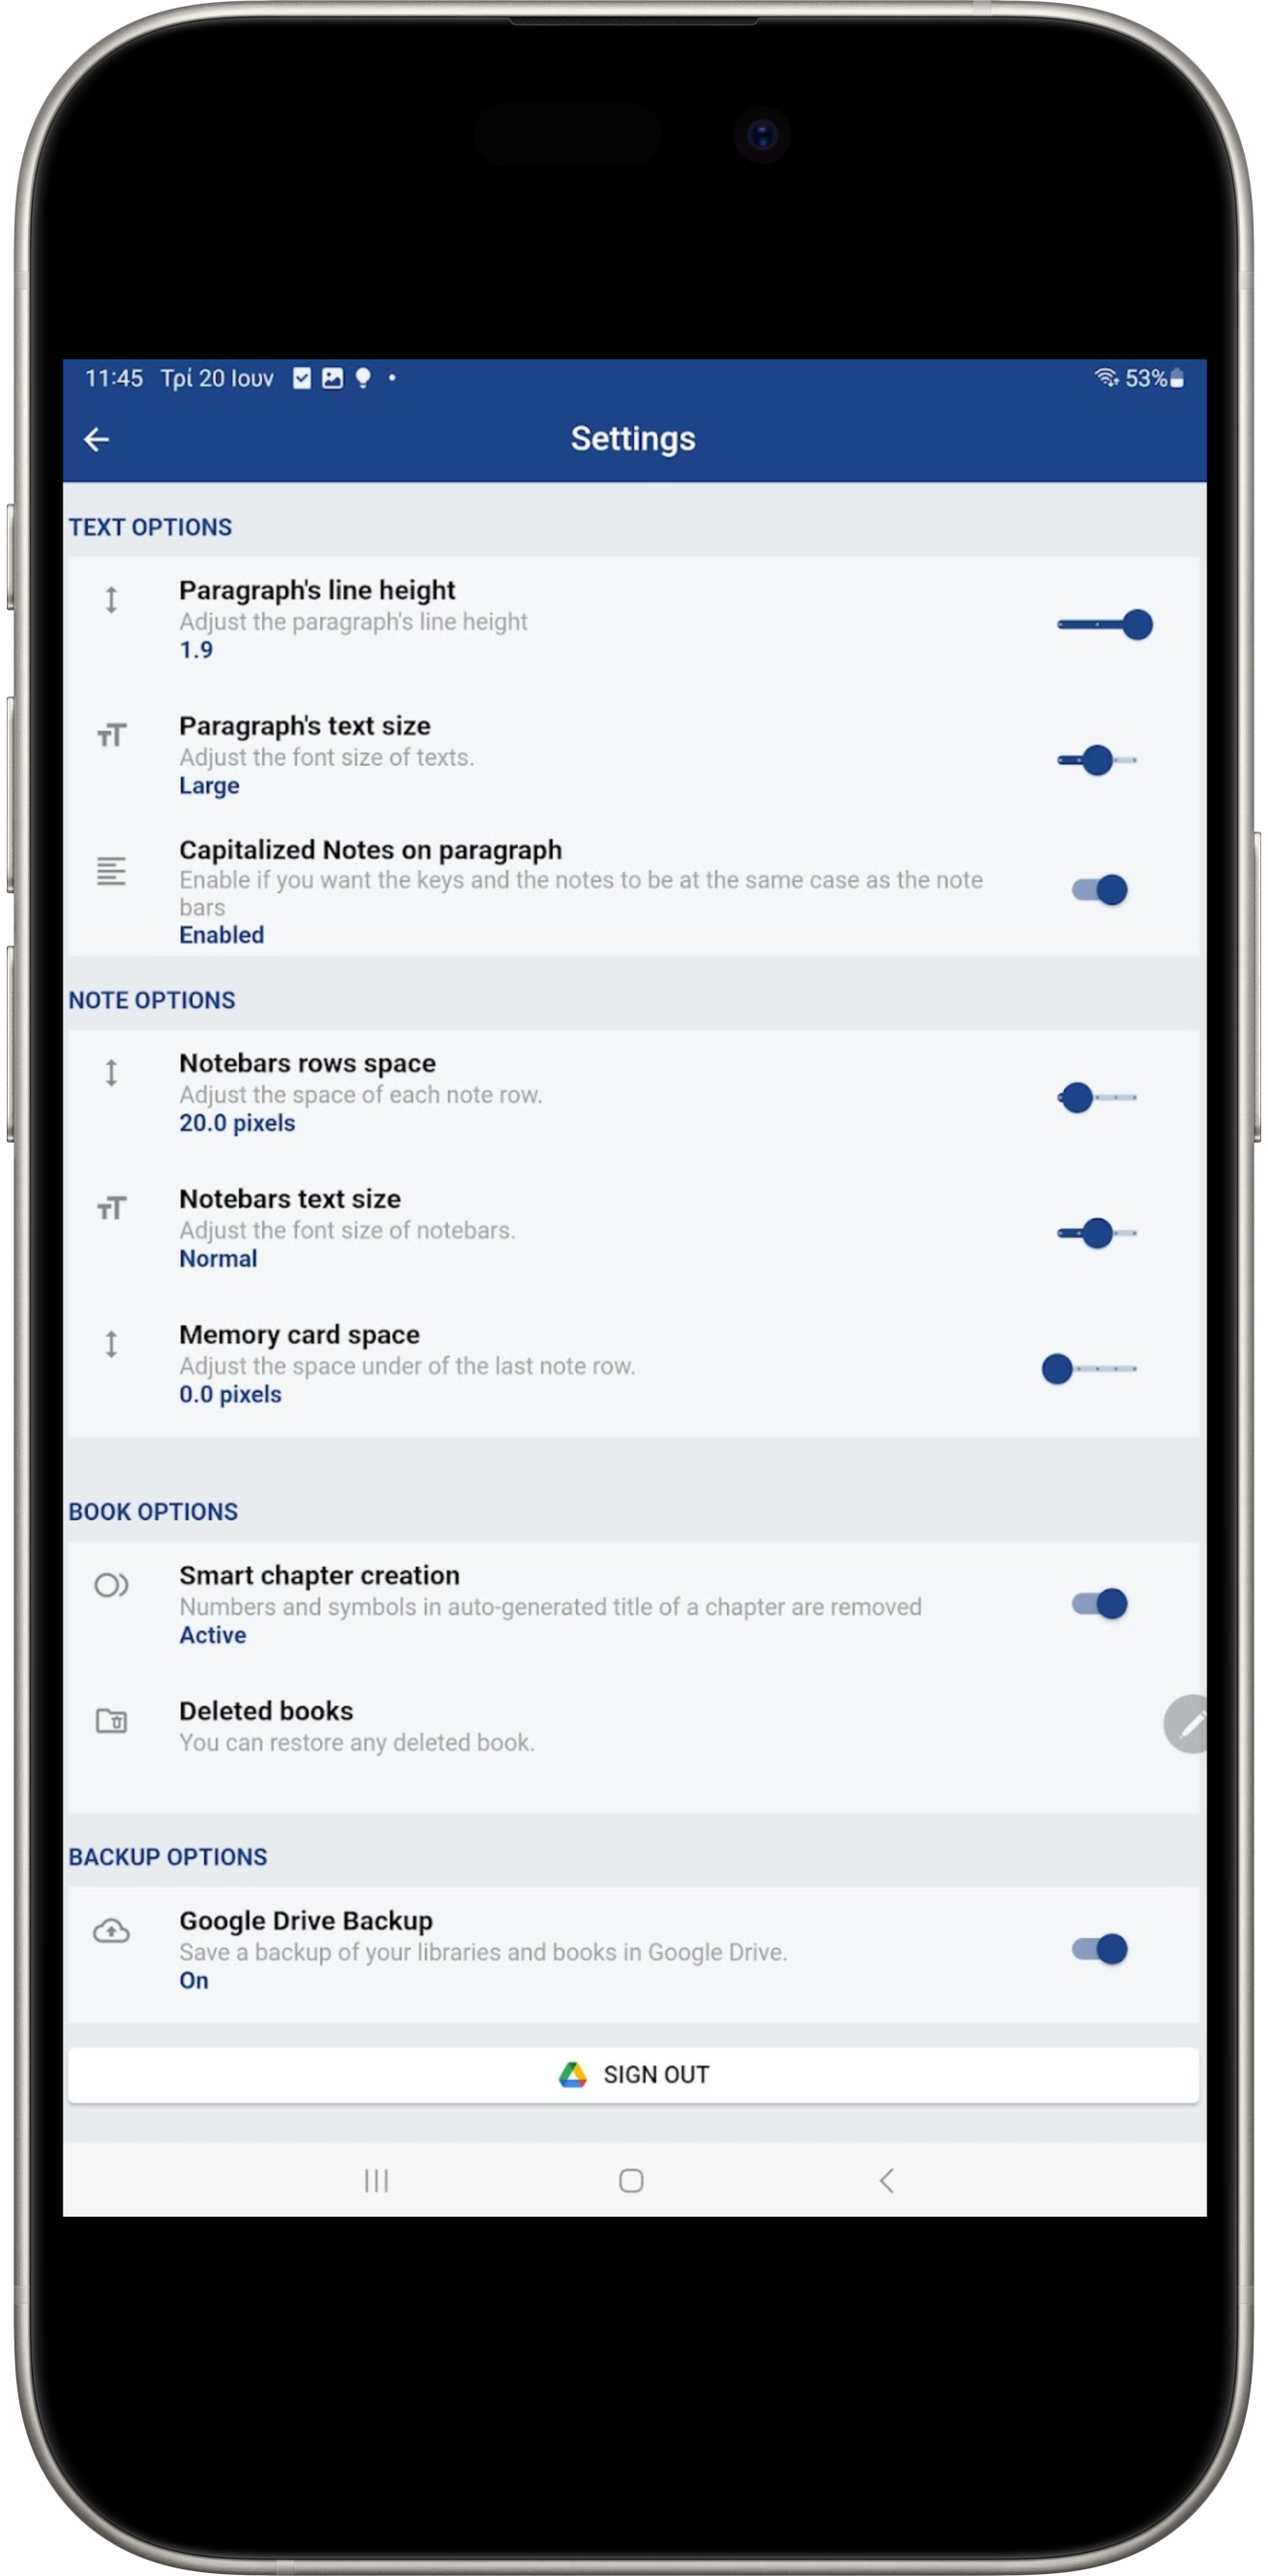 11:45 Τρί 20 Ιουν 53%
Settings
TEXT OPTIONS
Paragraph's line height
Adjust the paragraph's line height
1.9
Paragraph's text size
Adjust the font size of texts.
Large
Capitalized Notes on paragraph
Enable if you want the keys and the notes to be at the same case as the note
bars
Enabled
NOTE OPTIONS
Notebars rows space
Adjust the space of each note row.
20.0 pixels
Notebars text size
Adjust the font size of notebars.
Normal
Memory card space
Adjust the space under of the last note row.
0.0 pixels
BOOK OPTIONS
Smart chapter creation
Numbers and symbols in auto-generated title of a chapter are removed
Active
Deleted books
You can restore any deleted book.
BACKUP OPTIONS
Google Drive Backup
Save a backup of your libraries and books in Google Drive.
On
SIGN OUT